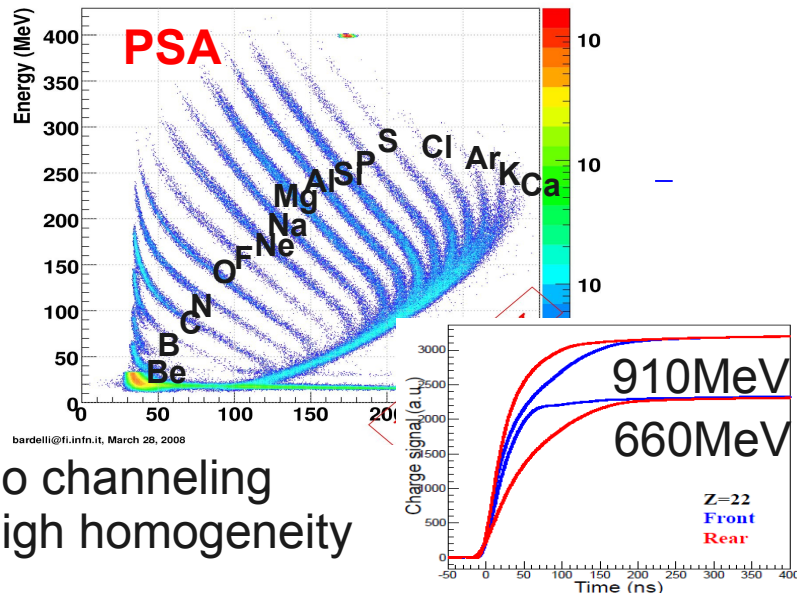 PSA
Energy (MeV)
400
350
300
250
200
150
100
50
0
S
Cl
P
Ar
Si
K
Al
Ca
Mg
Na
Ne
F
O
N
C
B
Be
0
50
100
150
10
10
10
bardelli@fi.infn.it, March 28, 2008
o channeling
igh homogeneity
Charge signal (a.u.)
3000
2500
2000
1500
1000
500
0
910MeV
660MeV
Z=22
Front
Rear
-50
0
50
100
150
200
250
300
350
400
Time (ns)